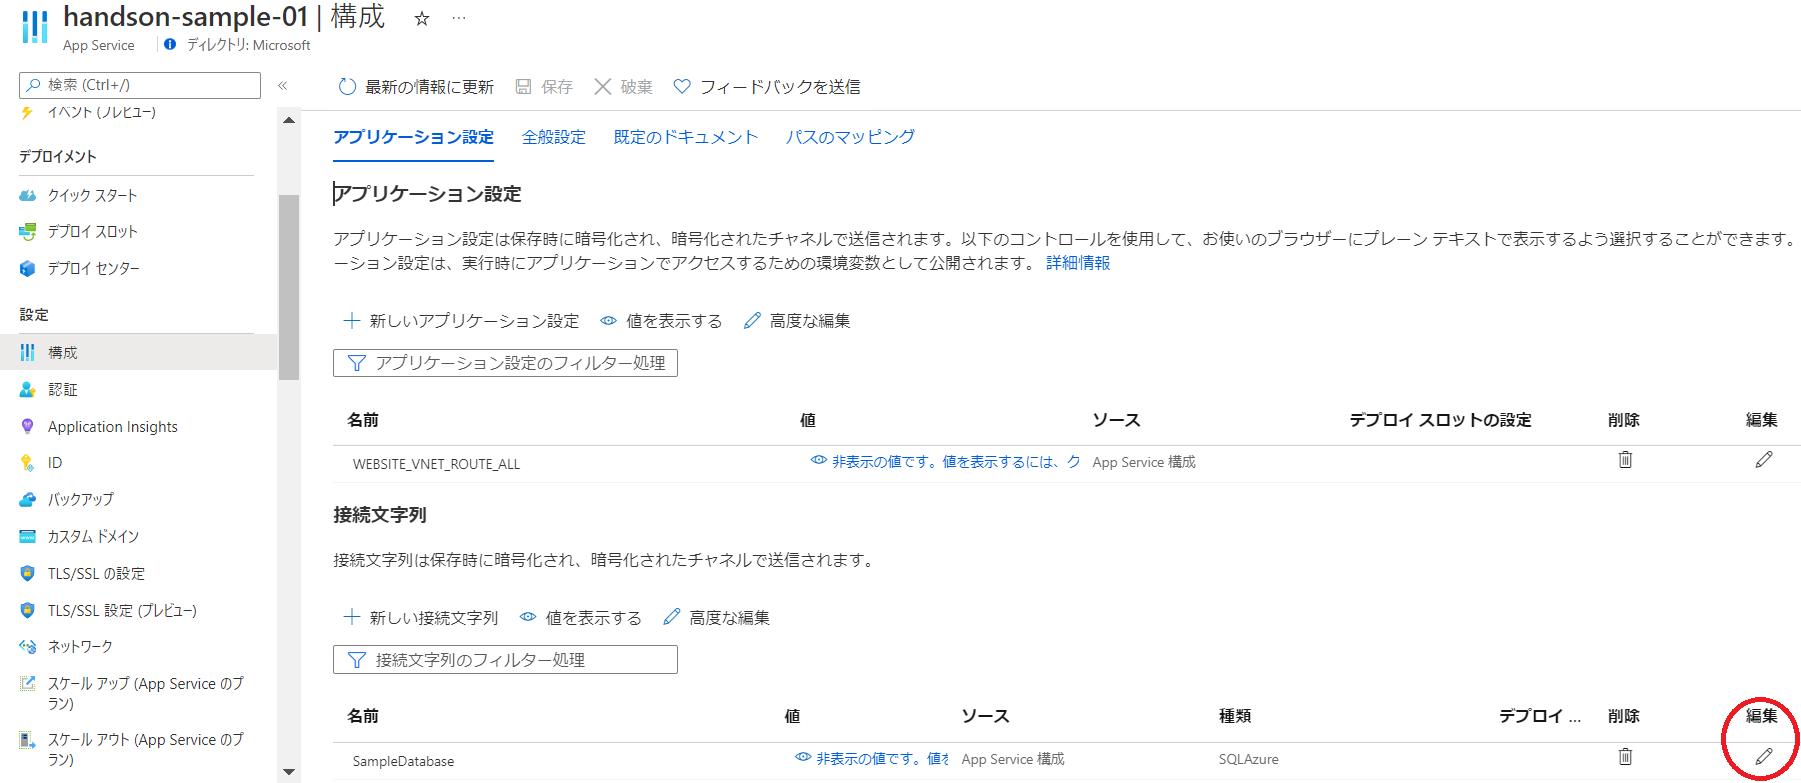 handson-sample-01 | 構成 ☆ …
App Service ディレクトリ: Microsoft
検索 (Ctrl+/) «
イベント (プレビュー)
デプロイメント
クイック スタート
デプロイ スロット
デプロイ センター
設定
構成
認証
Application Insights
ID
バックアップ
カスタム ドメイン
TLS/SSL の設定
TLS/SSL 設定 (プレビュー)
ネットワーク
スケール アップ (App Service のプ
ラン)
スケール アウト (App Service のプ
ラン)
最新の情報に更新 保存 破棄 フィードバックを送信
アプリケーション設定 全般設定 既定のドキュメント パスのマッピング
アプリケーション設定
アプリケーション設定は保存時に暗号化され、暗号化されたチャネルで送信されます。以下のコントロールを使用して、お使いのブラウザーにプレーン テキストで表示するよう選択することができます。
ーション設定は、実行時にアプリケーションでアクセスするための環境変数として公開されます。 詳細情報
新しいアプリケーション設定 値を表示する 高度な編集
アプリケーション設定のフィルター処理
名前 値 ソース デプロイ スロットの設定 削除 編集
WEBSITE_VNET_ROUTE_ALL 非表示の値です。値を表示するには、ク App Service 構成
接続文字列
接続文字列は保存時に暗号化され、暗号化されたチャネルで送信されます。
新しい接続文字列 値を表示する 高度な編集
接続文字列のフィルター処理
名前 値 ソース 種類 デプロイ ... 削除 編集
SampleDatabase 非表示の値です。値を App Service 構成 SQLAzure